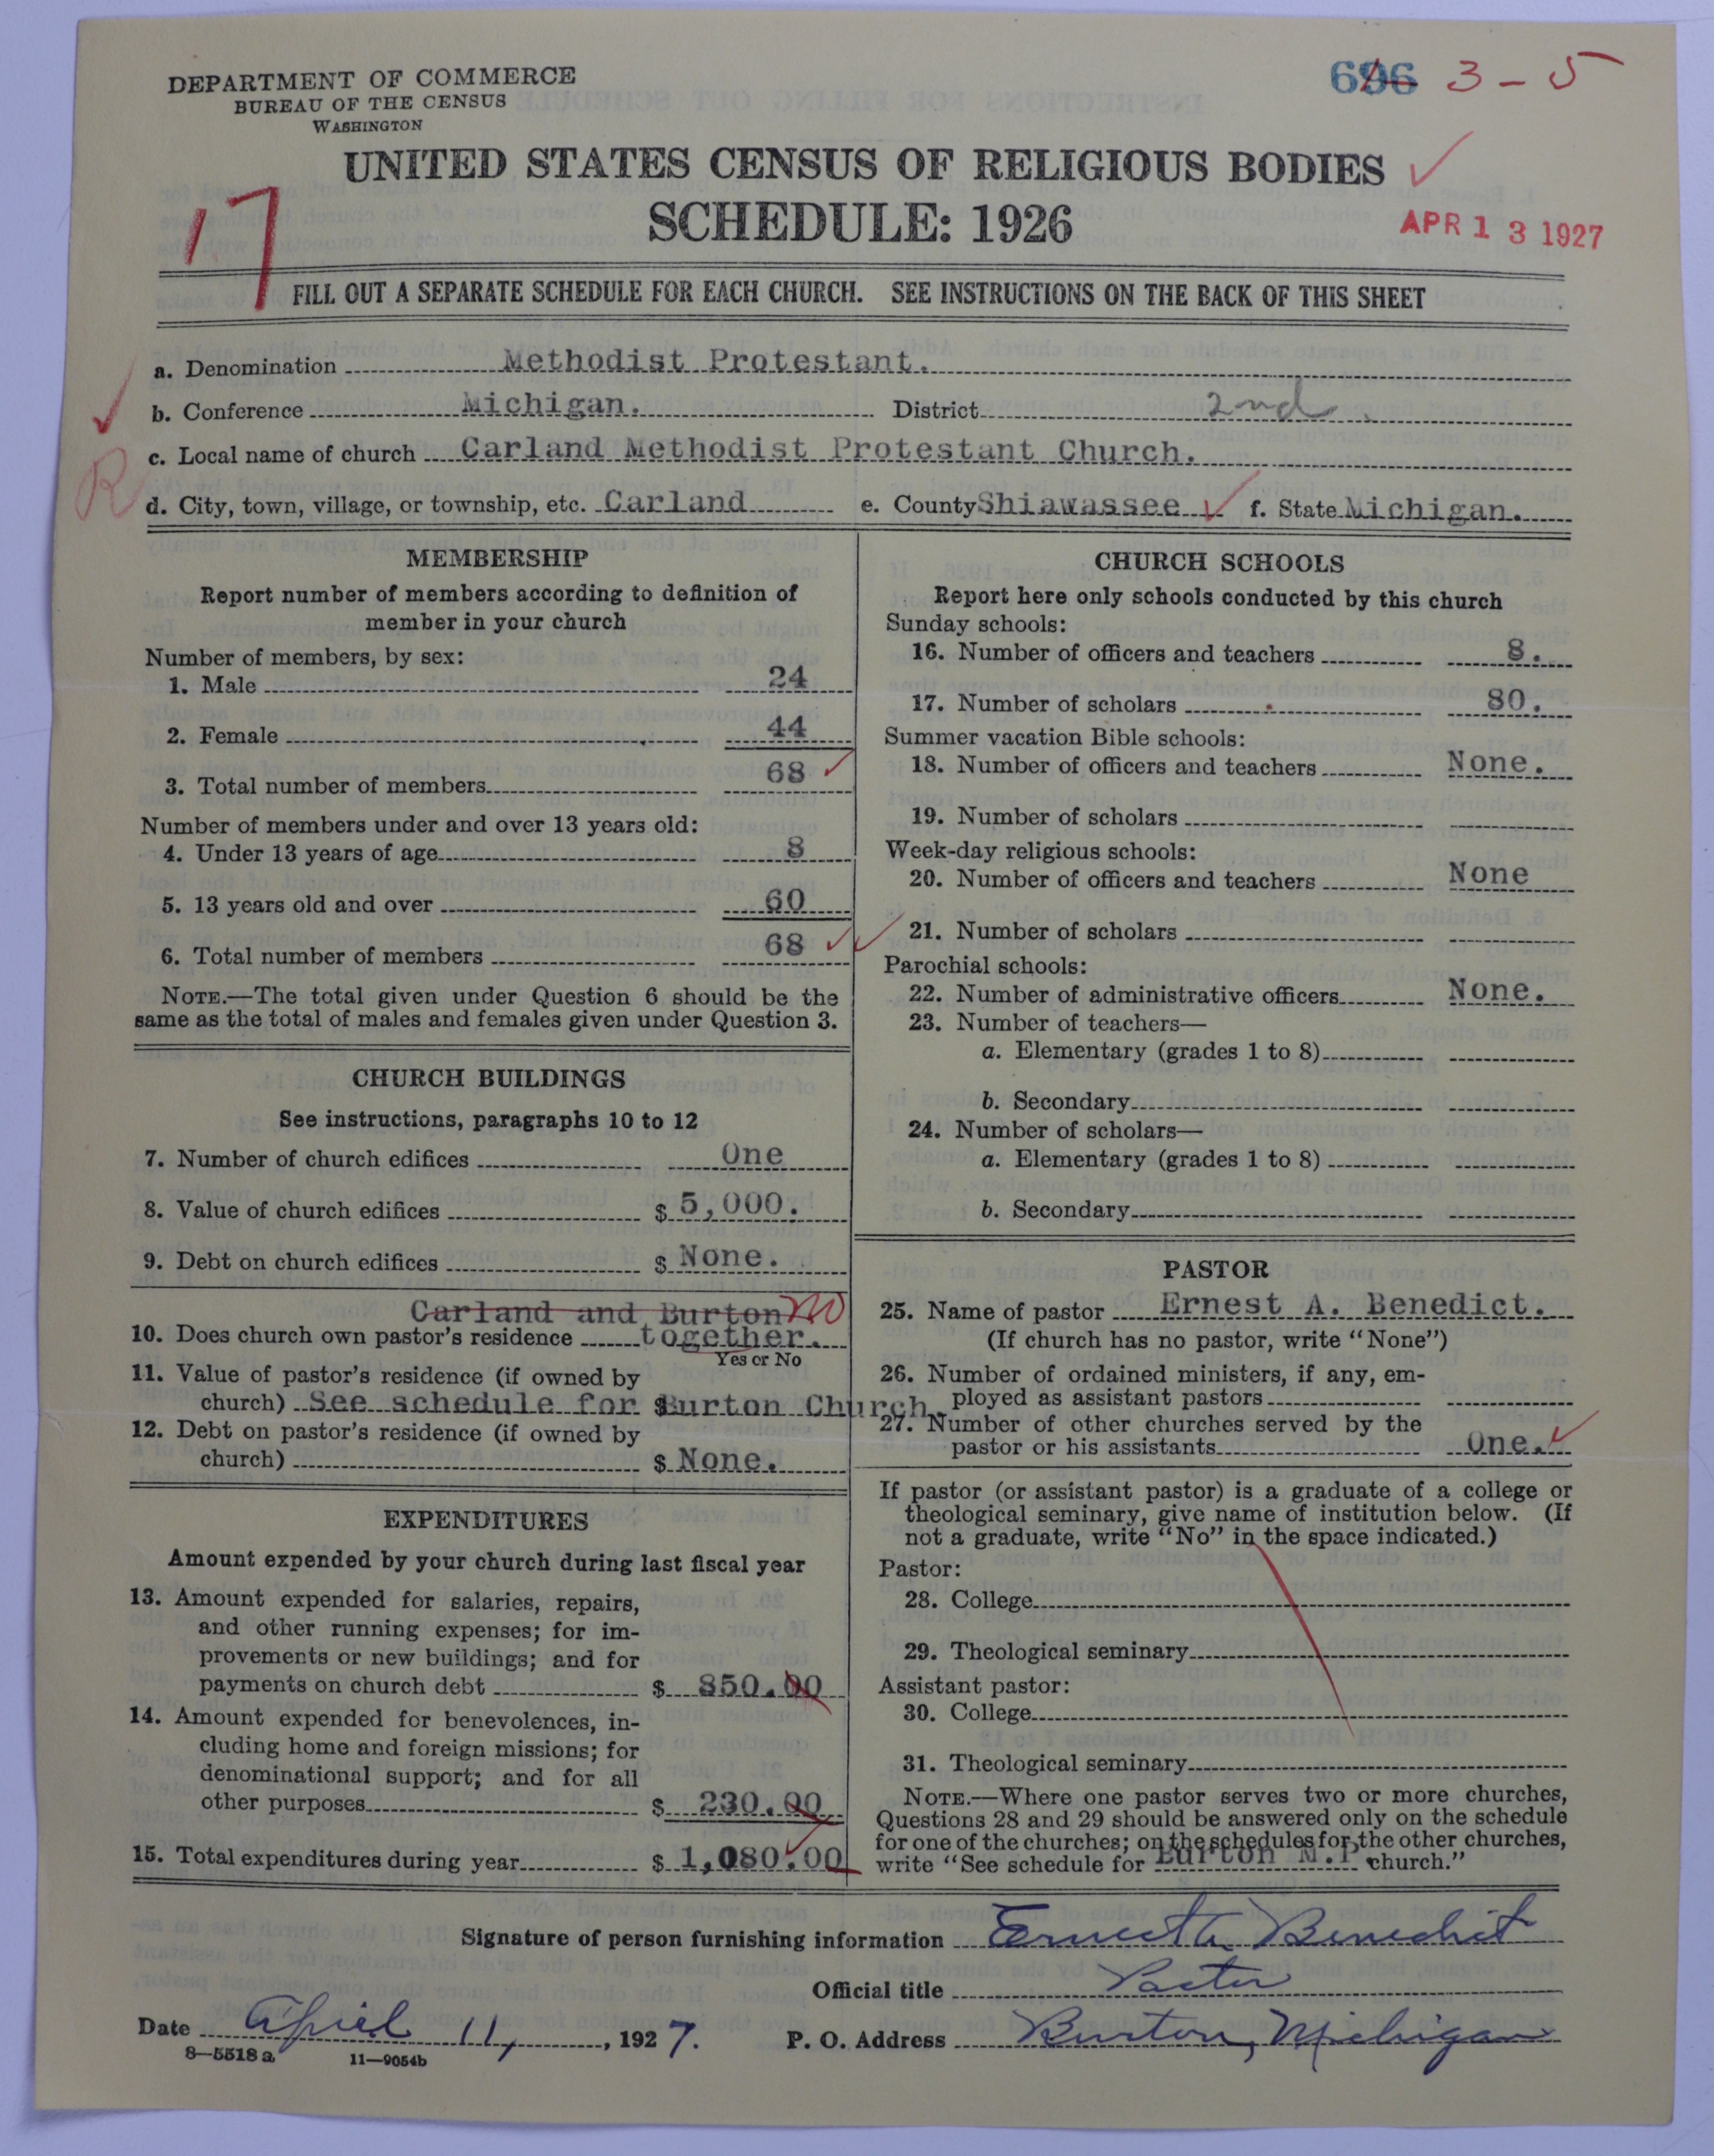 DEPARTMENT OF COMMERCE
BUREAU OF THE CENSUS
WASHINGTON
696 3-5
UNITED STATES CENSUS OF RELIGIOUS BODIES
SCHEDULE: 1926
17
APR 13 1927
FILL OUT A SEPARATE SCHEDULE FOR EACH CHURCH. SEE INSTRUCTIONS ON THE BACK OF THIS SHEET
a. Denomination Methodist Protestant.
b. Conference Michigan. District 2nd.
c. Local name of church Carland Methodist Protestant Church.
R
d. City, town, village, or township, etc. Carland e. County Shiawassee f. State Michigan.
MEMBERSHIP
Report number of members according to definition of
member in your church
Number of members, by sex:
1. Male 24
2. Female 44
3. Total number of members 68
Number of members under and over 13 years old:
4. Under 13 years of age 8
5. 13 years old and over 60
6. Total number of members 68
NOTE.—The total given under Question 6 should be the
same as the total of males and females given under Question 3.
CHURCH BUILDINGS
See instructions, paragraphs 10 to 12
7. Number of church edifices One
8. Value of church edifices $ 5,000.
9. Debt on church edifices $ None.
Carland and Burton no
10. Does church own pastor's residence together.
Yes or No
11. Value of pastor's residence (if owned by
church) See schedule for $ Burton Church.
12. Debt on pastor's residence (if owned by
church) $ None.
EXPENDITURES
Amount expended by your church during last fiscal year
13. Amount expended for salaries, repairs,
and other running expenses; for im-
provements or new buildings; and for
payments on church debt $ 850.00
14. Amount expended for benevolences, in-
cluding home and foreign missions; for
denominational support; and for all
other purposes $ 230.00
15. Total expenditures during year $ 1,080.00
CHURCH SCHOOLS
Report here only schools conducted by this church
Sunday schools:
16. Number of officers and teachers 8.
17. Number of scholars 80.
Summer vacation Bible schools:
18. Number of officers and teachers None.
19. Number of scholars
Week-day religious schools:
20. Number of officers and teachers None
21. Number of scholars
Parochial schools:
22. Number of administrative officers None.
23. Number of teachers—
a. Elementary (grades 1 to 8)
b. Secondary
24. Number of scholars—
a. Elementary (grades 1 to 8)
b. Secondary
PASTOR
25. Name of pastor Ernest A. Benedict.
(If church has no pastor, write "None")
26. Number of ordained ministers, if any, em-
ployed as assistant pastors
27. Number of other churches served by the
pastor or his assistants One.
If pastor (or assistant pastor) is a graduate of a college or
theological seminary, give name of institution below. (If
not a graduate, write "No" in the space indicated.)
Pastor:
28. College
29. Theological seminary
Assistant pastor:
30. College
31. Theological seminary
NOTE.—Where one pastor serves two or more churches,
Questions 28 and 29 should be answered only on the schedule
for one of the churches; on the schedules for the other churches,
write "See schedule for Burton M.P. church."
Signature of person furnishing information Ernest A. Benedict
Official title Pastor
Date April 11, 1927. P. O. Address Burton, Michigan
8—5518 a 11—9054b